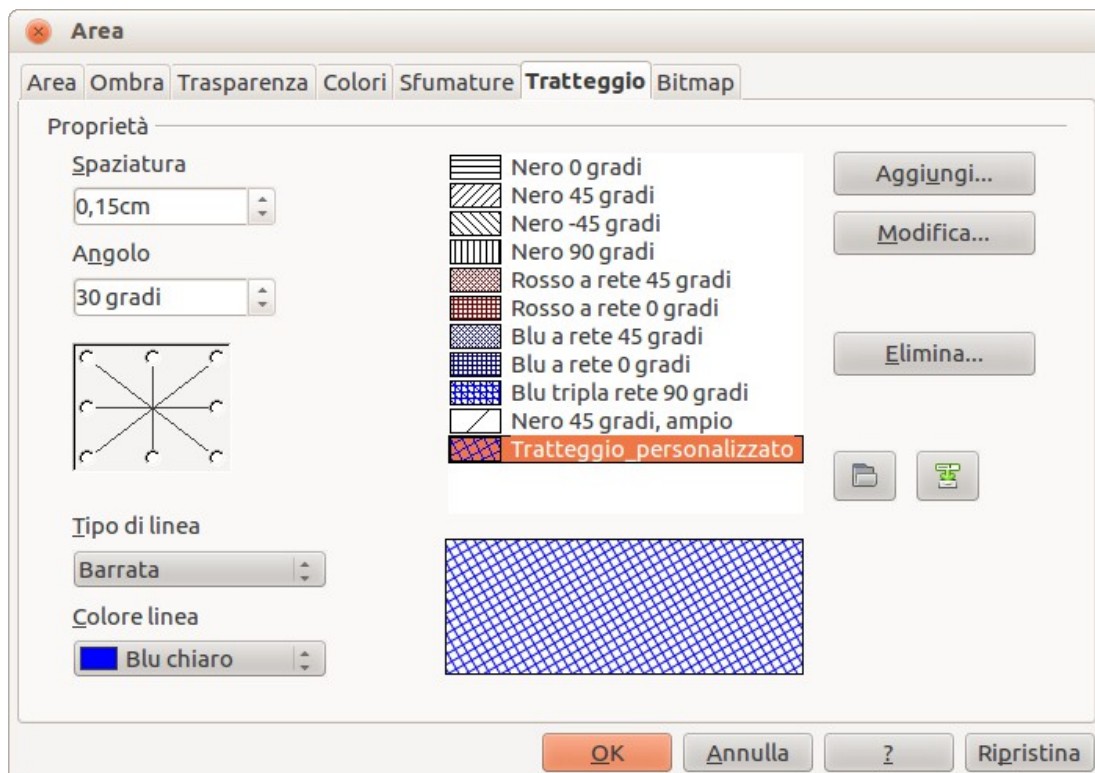 Area
Area Ombra Trasparenza Colori Sfumature Tratteggio Bitmap
Proprietà
Spaziatura
0,15cm
Angolo
30 gradi
Tipo di linea
Barrata
Colore linea
Blu chiaro
Nero 0 gradi
Nero 45 gradi
Nero -45 gradi
Nero 90 gradi
Rosso a rete 45 gradi
Rosso a rete 0 gradi
Blu a rete 45 gradi
Blu a rete 0 gradi
Blu tripla rete 90 gradi
Nero 45 gradi, ampio
Tratteggio_personalizzato
Aggiungi...
Modifica...
Elimina...
OK Annulla ? Ripristina